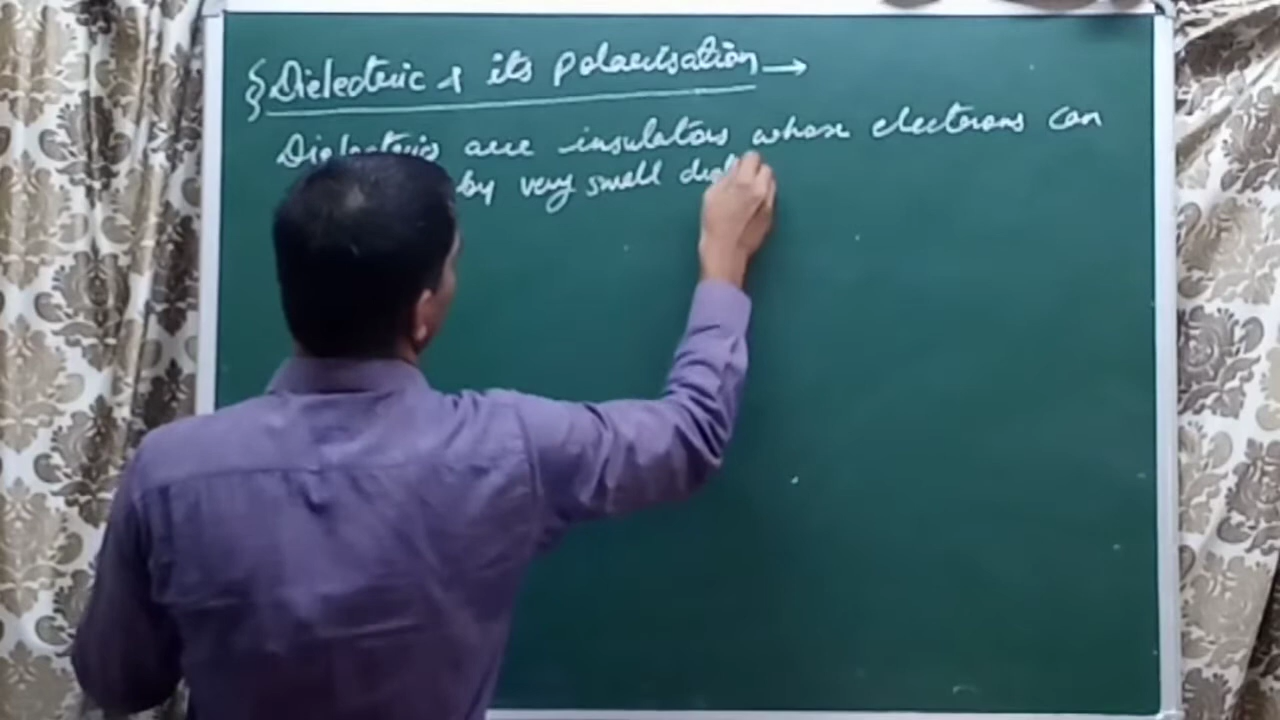 Dielectric & its polarisation →
Dielectrics are insulators whose electrons can
by very small